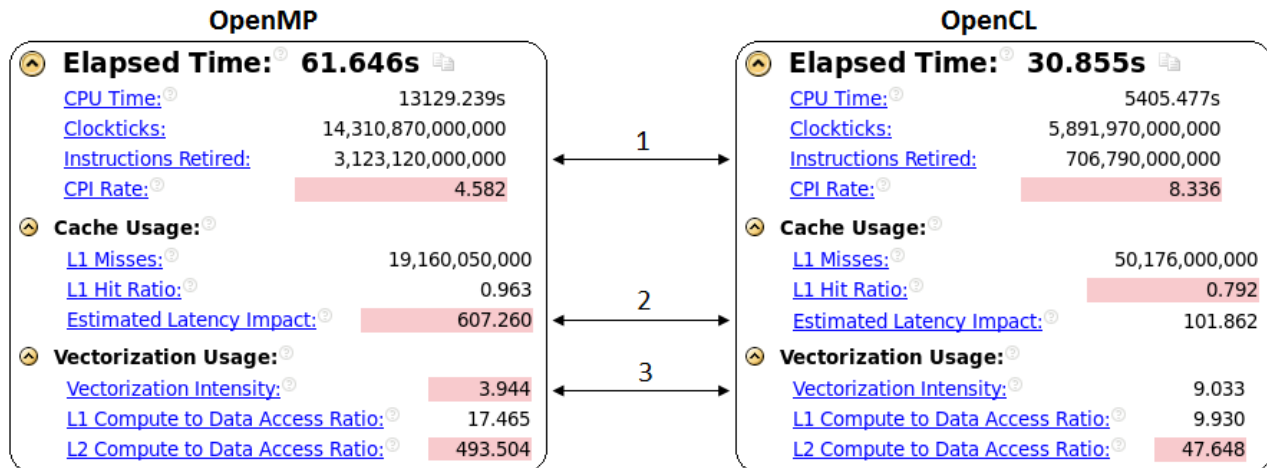 OpenMP
OpenCL
Elapsed Time: 61.646s
CPU Time: 13129.239s
Clockticks: 14,310,870,000,000
Instructions Retired: 3,123,120,000,000
CPI Rate: 4.582
Cache Usage:
L1 Misses: 19,160,050,000
L1 Hit Ratio: 0.963
Estimated Latency Impact: 607.260
Vectorization Usage:
Vectorization Intensity: 3.944
L1 Compute to Data Access Ratio: 17.465
L2 Compute to Data Access Ratio: 493.504
1
2
3
Elapsed Time: 30.855s
CPU Time: 5405.477s
Clockticks: 5,891,970,000,000
Instructions Retired: 706,790,000,000
CPI Rate: 8.336
Cache Usage:
L1 Misses: 50,176,000,000
L1 Hit Ratio: 0.792
Estimated Latency Impact: 101.862
Vectorization Usage:
Vectorization Intensity: 9.033
L1 Compute to Data Access Ratio: 9.930
L2 Compute to Data Access Ratio: 47.648